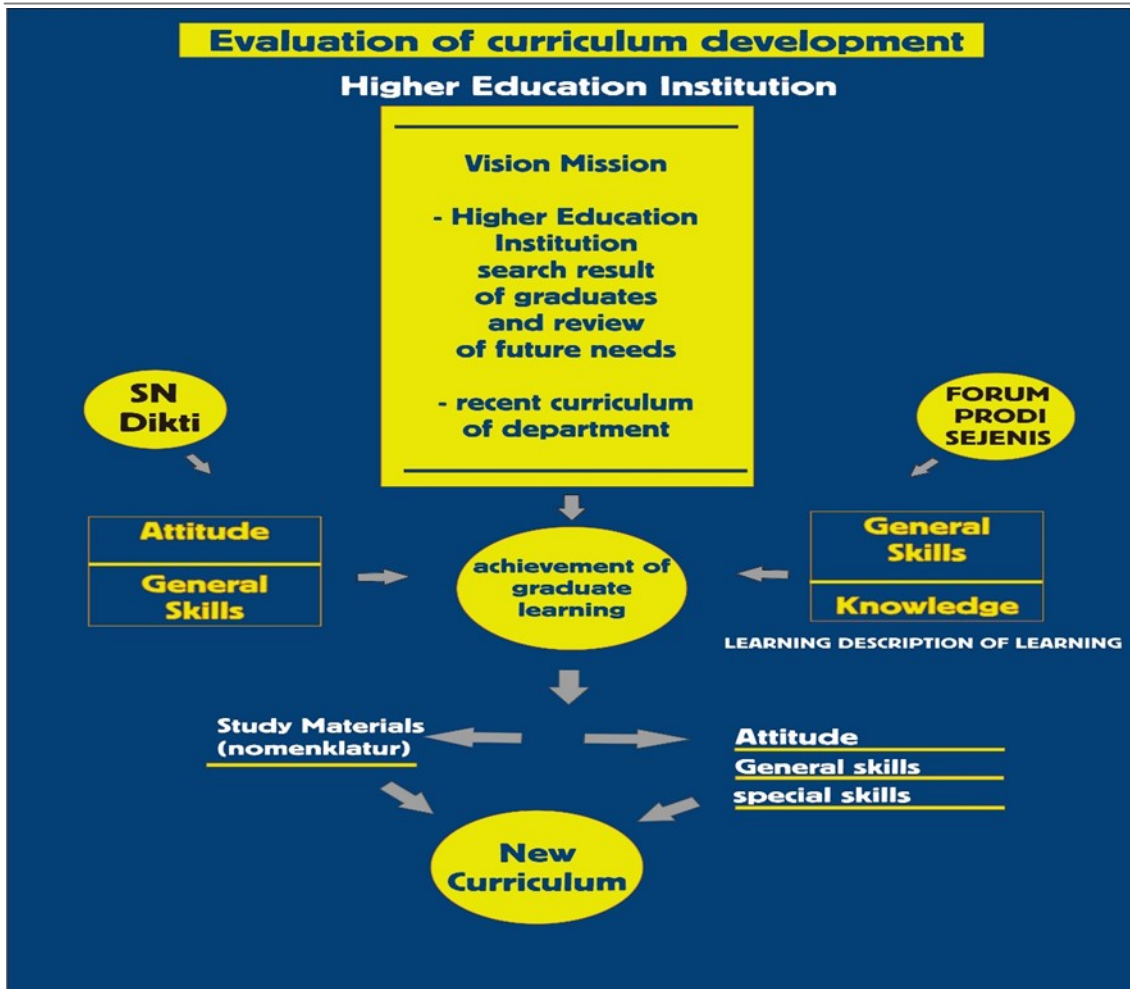 Evaluation of curriculum development
Higher Education Institution
Vision Mission
- Higher Education
Institution
search result
of graduates
and review
of future needs
- recent curriculum
of department
SN
Dikti
FORUM
PRODI
SEJENIS
Attitude
General
Skills
achievement of
graduate
learning
General
Skills
Knowledge
LEARNING DESCRIPTION OF LEARNING
Study Materials
(nomenklatur)
Attitude
General skills
special skills
New
Curriculum